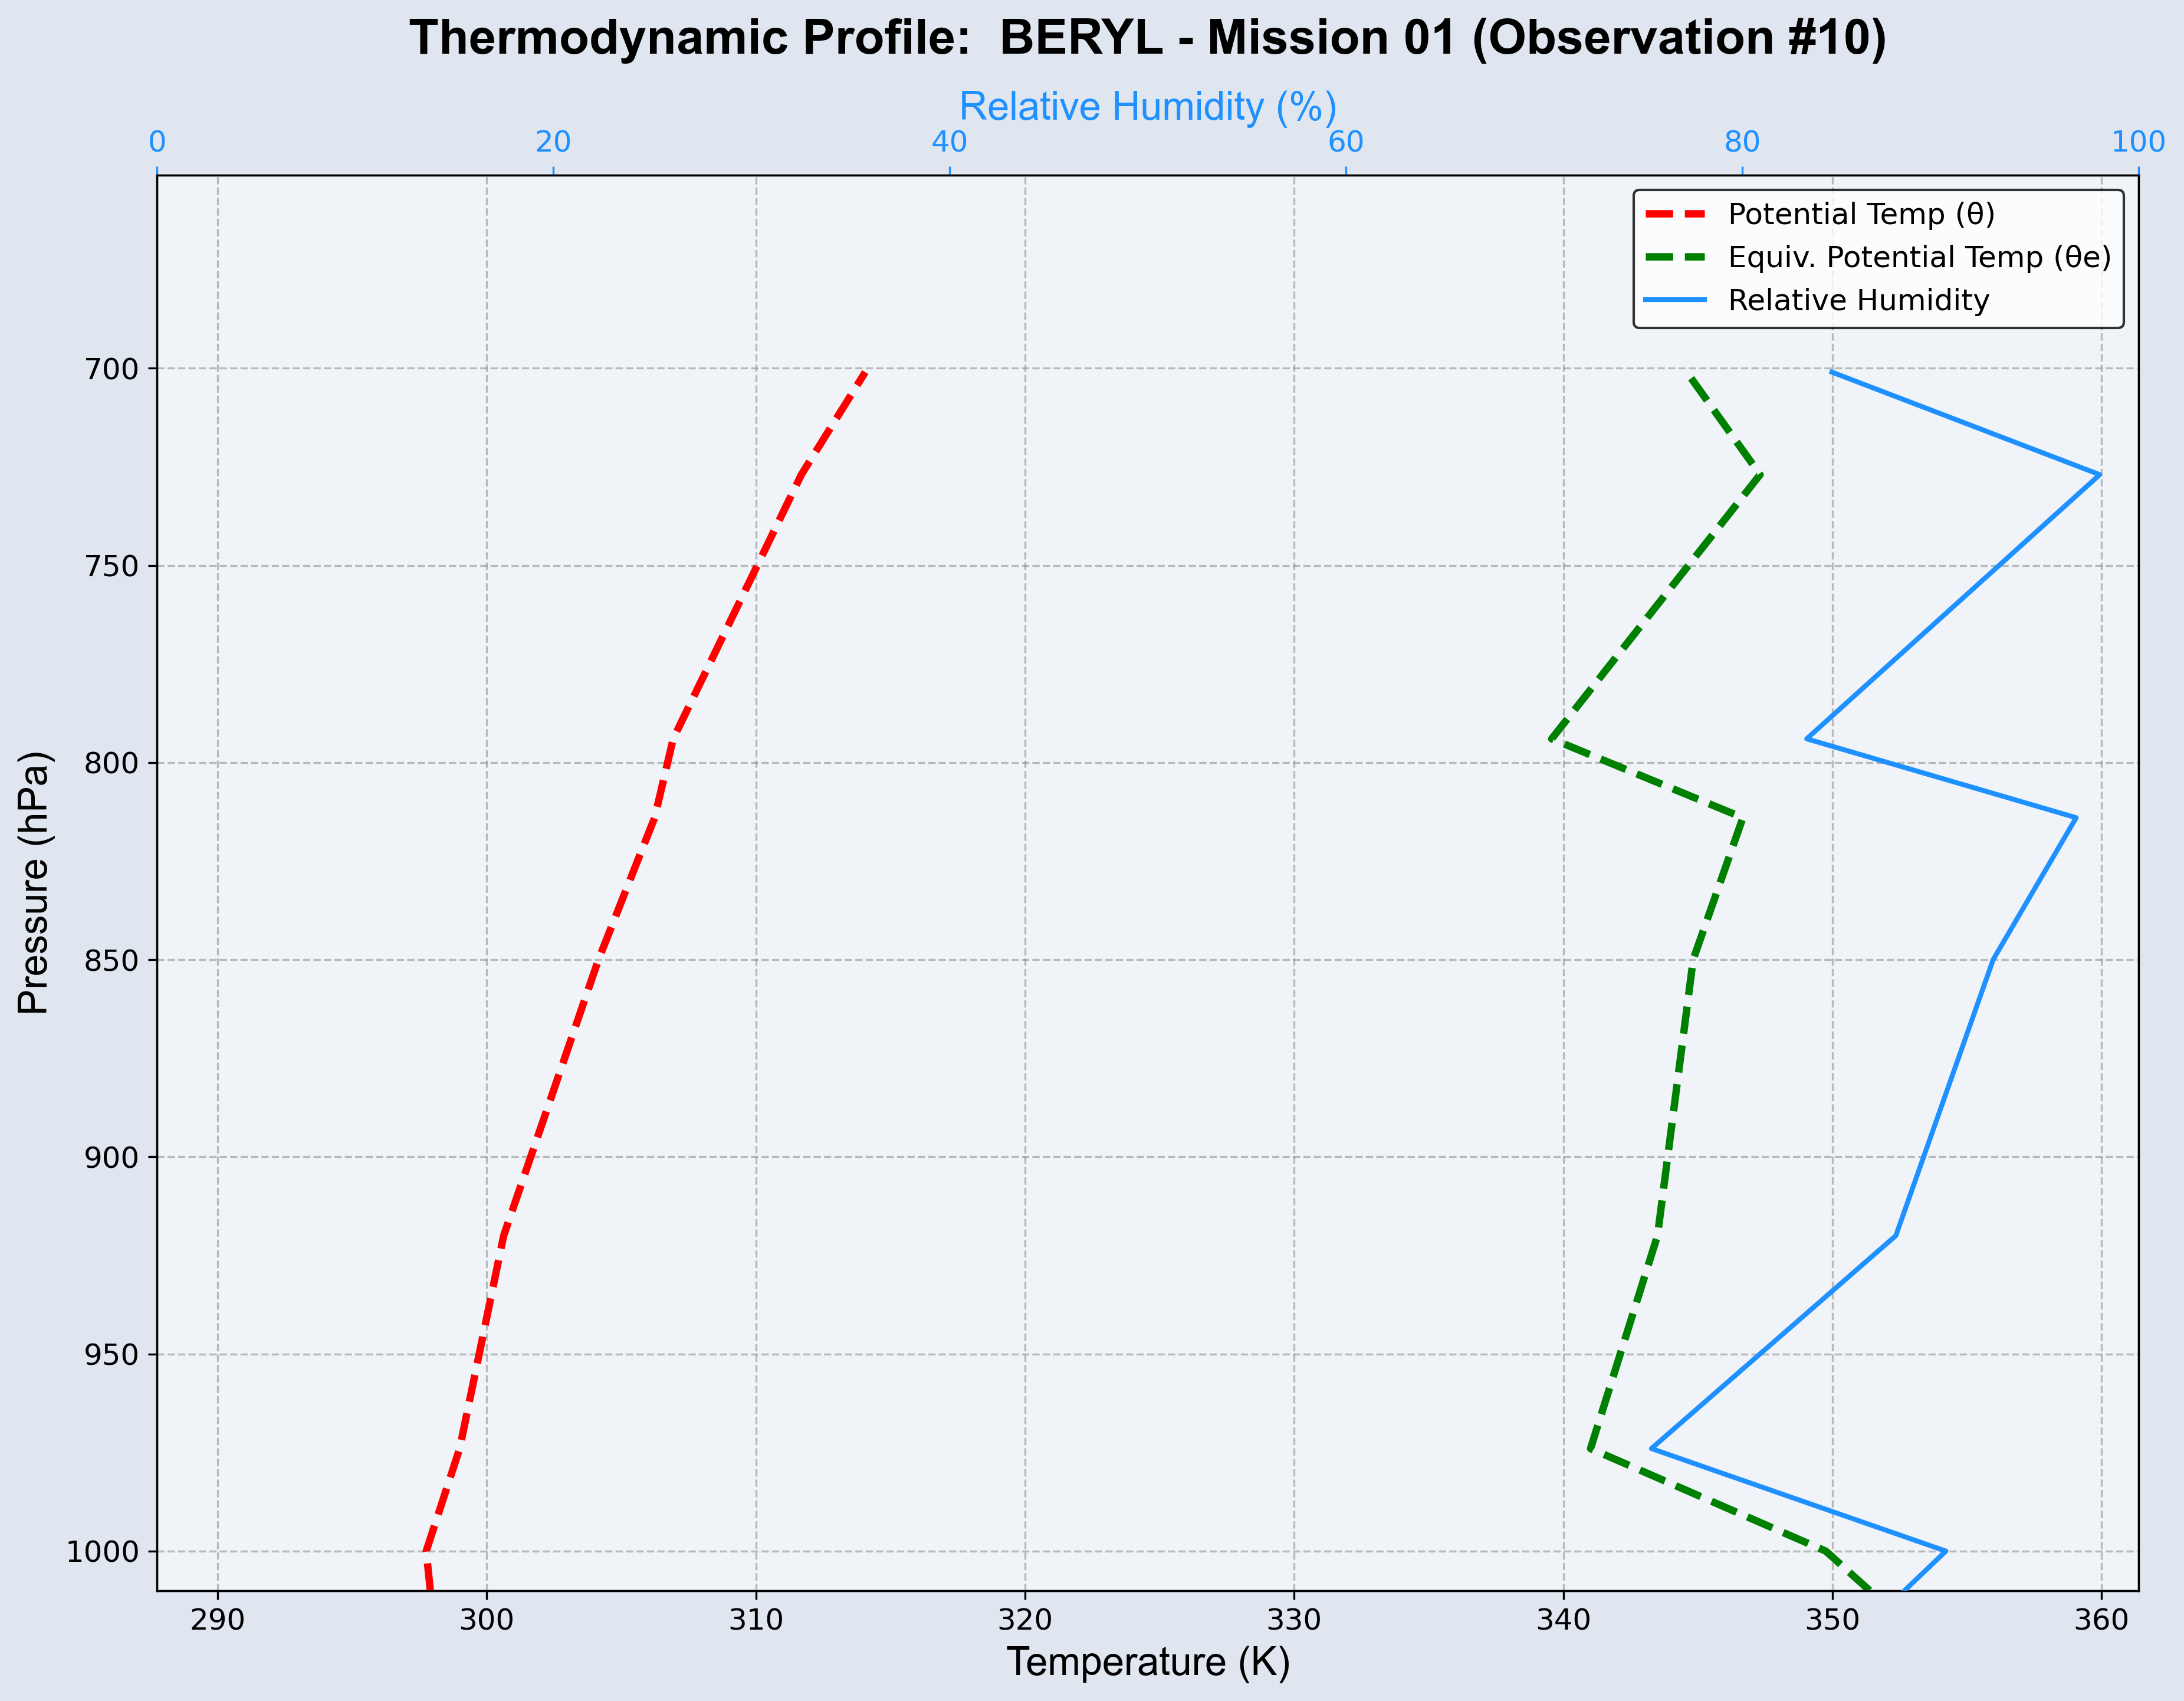 Thermodynamic Profile:  BERYL - Mission 01 (Observation #10)
Relative Humidity (%)
0 20 40 60 80 100
Potential Temp (θ)
Equiv. Potential Temp (θe)
Relative Humidity
Pressure (hPa)
700
750
800
850
900
950
1000
290 300 310 320 330 340 350 360
Temperature (K)